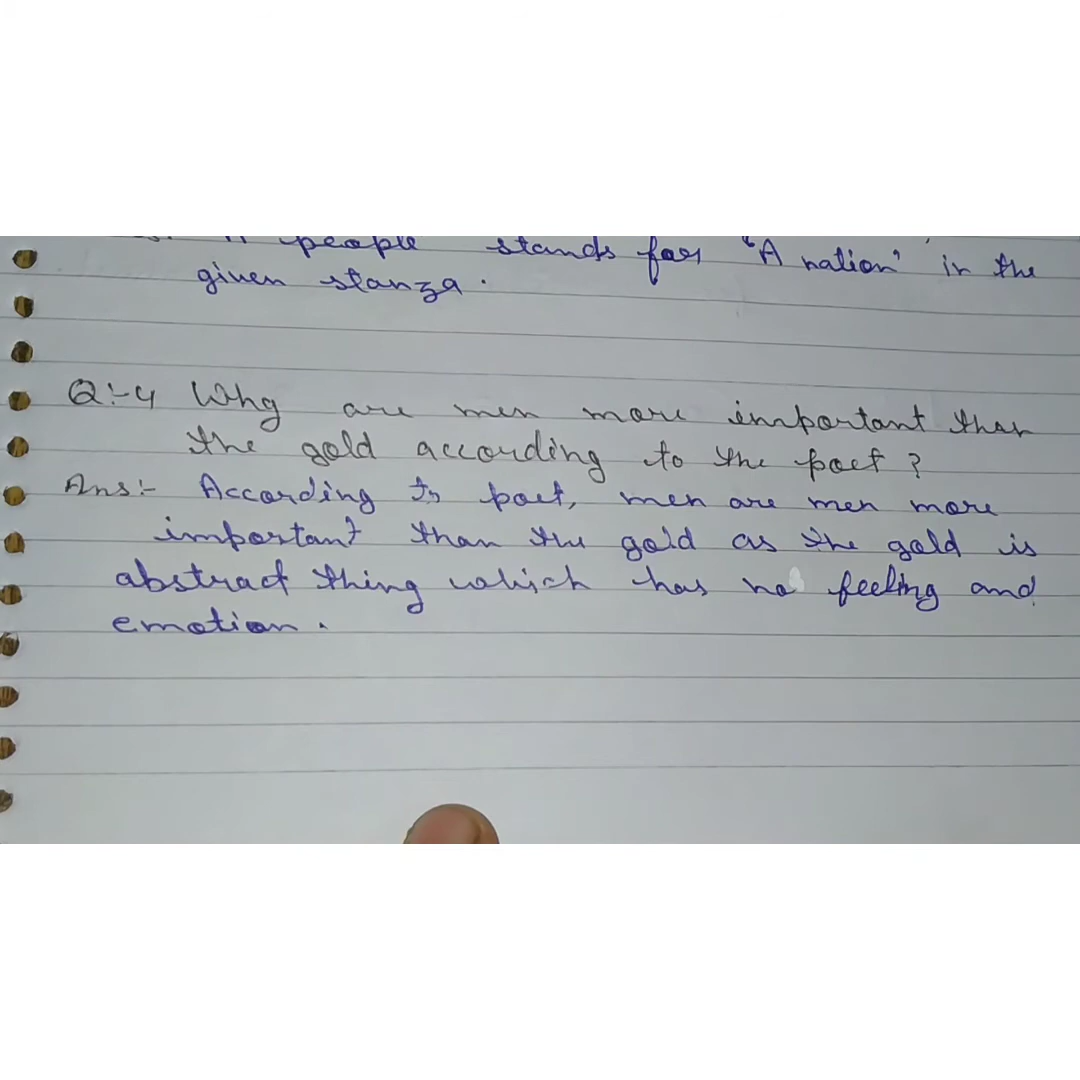 people stands for "A nation' in the
given stanza.
Q:-4 Why are men more important than
the gold according to the poet ?
Ans:- According to poet, men are men more
important than the gold as the gold is
abstract thing which has no feeling and
emotion.